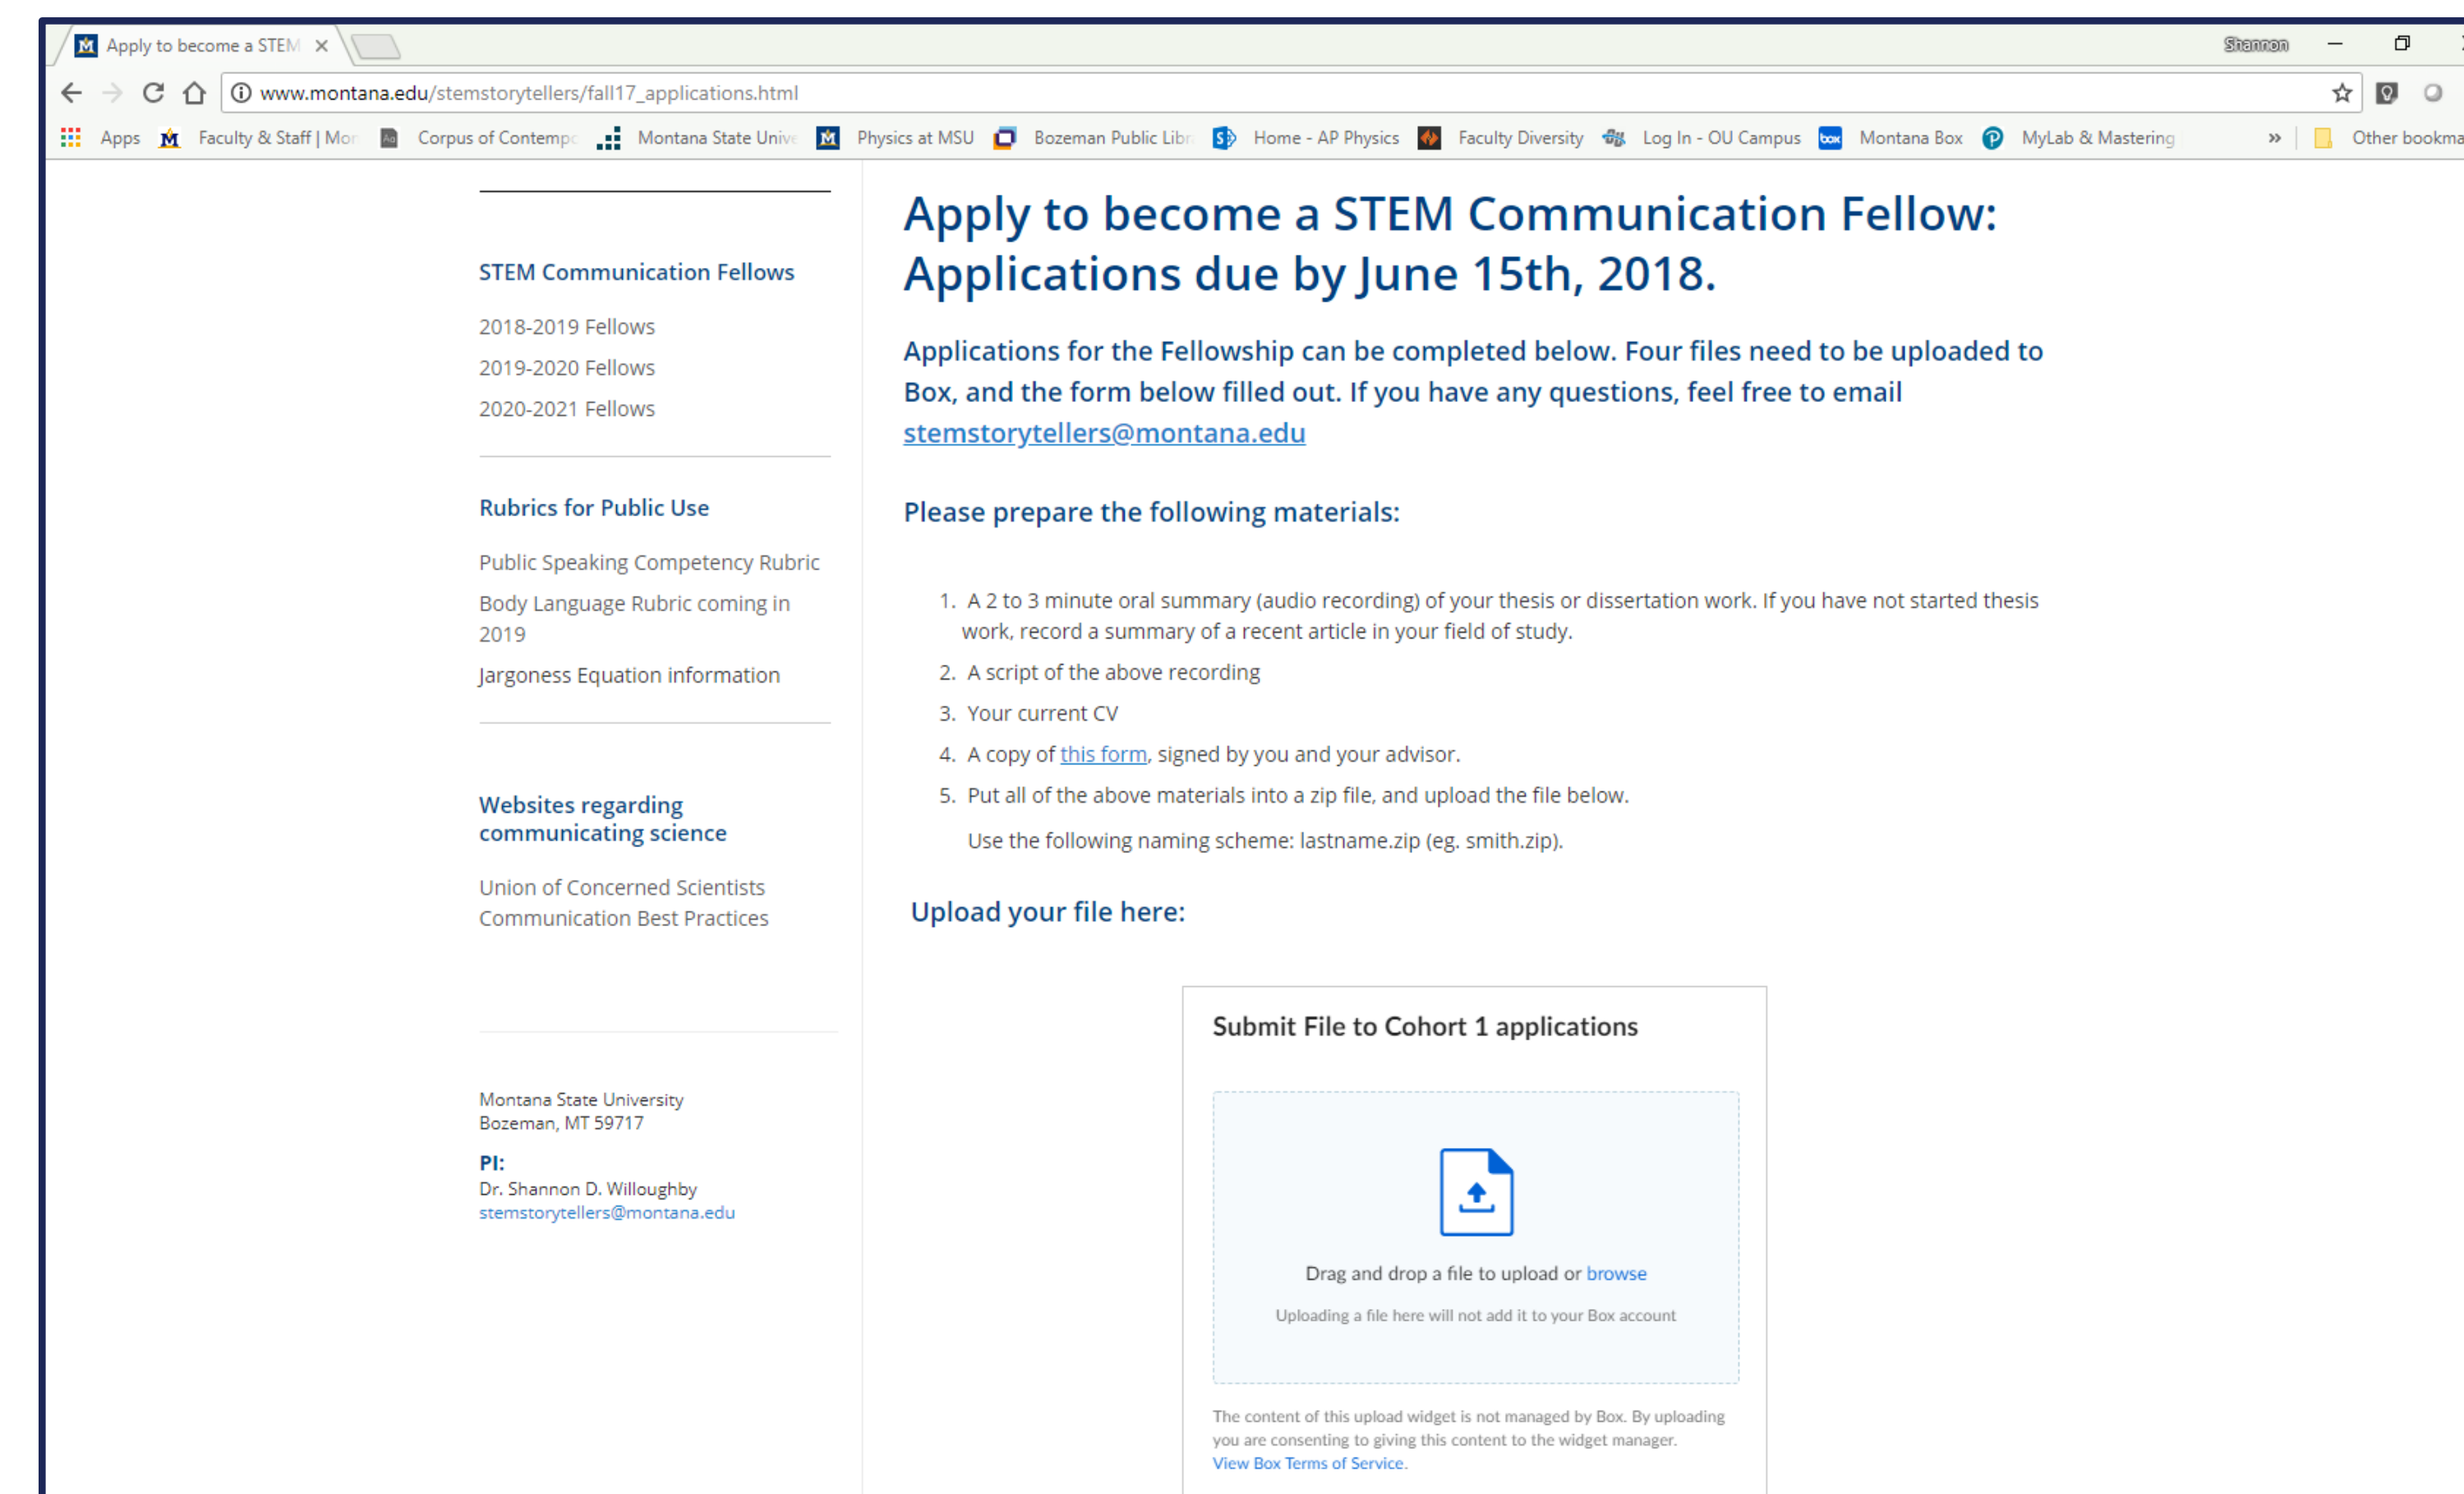 Apply to become a STEM
Shannon
www.montana.edu/stemstorytellers/fall17_applications.html
Apps Faculty & Staff | Mon Corpus of Contempo Montana State Unive Physics at MSU Bozeman Public Libr Home - AP Physics Faculty Diversity Log In - OU Campus box Montana Box MyLab & Mastering » Other bookma
STEM Communication Fellows
2018-2019 Fellows
2019-2020 Fellows
2020-2021 Fellows
Rubrics for Public Use
Public Speaking Competency Rubric
Body Language Rubric coming in
2019
Jargoness Equation information
Websites regarding
communicating science
Union of Concerned Scientists
Communication Best Practices
Montana State University
Bozeman, MT 59717
PI:
Dr. Shannon D. Willoughby
stemstorytellers@montana.edu
Apply to become a STEM Communication Fellow:
Applications due by June 15th, 2018.
Applications for the Fellowship can be completed below. Four files need to be uploaded to
Box, and the form below filled out. If you have any questions, feel free to email
stemstorytellers@montana.edu
Please prepare the following materials:
1. A 2 to 3 minute oral summary (audio recording) of your thesis or dissertation work. If you have not started thesis
work, record a summary of a recent article in your field of study.
2. A script of the above recording
3. Your current CV
4. A copy of this form, signed by you and your advisor.
5. Put all of the above materials into a zip file, and upload the file below.
Use the following naming scheme: lastname.zip (eg. smith.zip).
Upload your file here:
Submit File to Cohort 1 applications
Drag and drop a file to upload or browse
Uploading a file here will not add it to your Box account
The content of this upload widget is not managed by Box. By uploading
you are consenting to giving this content to the widget manager.
View Box Terms of Service.